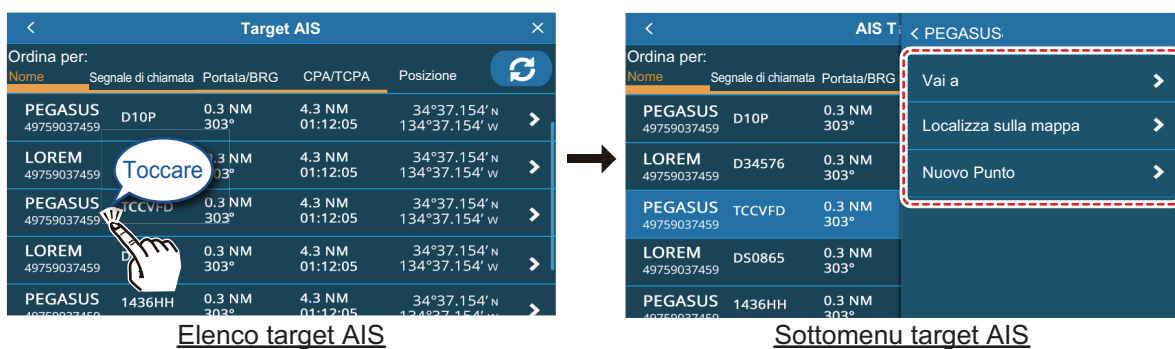 Target AIS
Ordina per:
Nome Segnale di chiamata Portata/BRG CPA/TCPA Posizione
PEGASUS D10P 0.3 NM 4.3 NM 34°37.154′ N
49759037459 303° 01:12:05 134°37.154′ W
LOREM 0.3 NM 4.3 NM 34°37.154′ N
49759037459 303° 01:12:05 134°37.154′ W
Toccare
PEGASUS TCCVFD 0.3 NM 4.3 NM 34°37.154′ N
49759037459 303° 01:12:05 134°37.154′ W
LOREM 0.3 NM 4.3 NM 34°37.154′ N
49759037459 303° 01:12:05 134°37.154′ W
PEGASUS 1436HH 0.3 NM 4.3 NM 34°37.154′ N
49759037459 303° 01:12:05 134°37.154′ W
Elenco target AIS
AIS T
Ordina per:
Nome Segnale di chiamata Portata/BRG
PEGASUS D10P 0.3 NM
49759037459 303°
LOREM D34576 0.3 NM
49759037459 303°
PEGASUS TCCVFD 0.3 NM
49759037459 303°
LOREM DS0865 0.3 NM
49759037459 303°
PEGASUS 1436HH 0.3 NM
49759037459 303°
PEGASUS
Vai a
Localizza sulla mappa
Nuovo Punto
Sottomenu target AIS